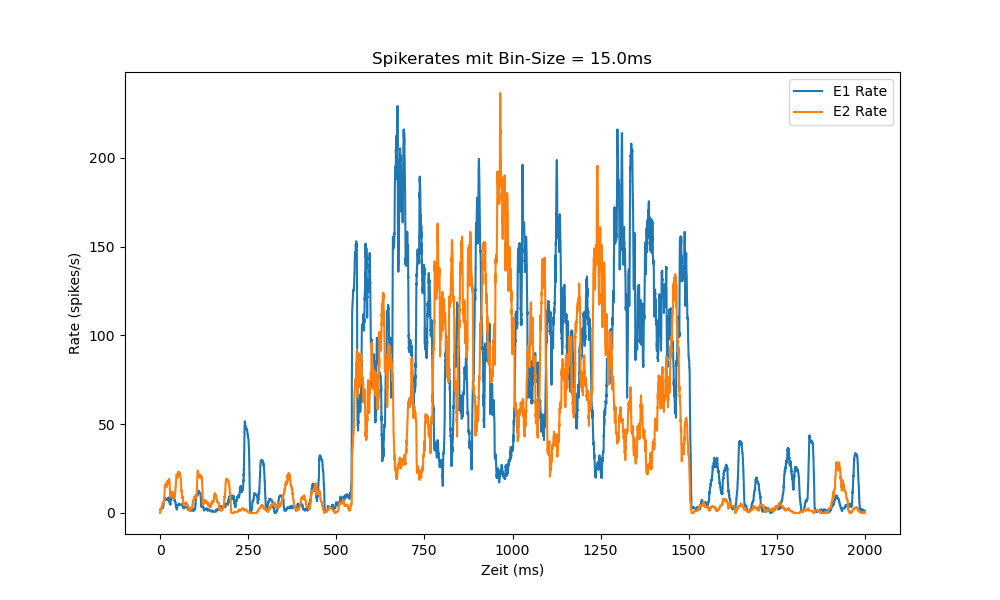 Spikerates mit Bin-Size = 15.0ms
E1 Rate
E2 Rate
Rate (spikes/s)
200
150
100
50
0
0 250 500 750 1000 1250 1500 1750 2000
Zeit (ms)